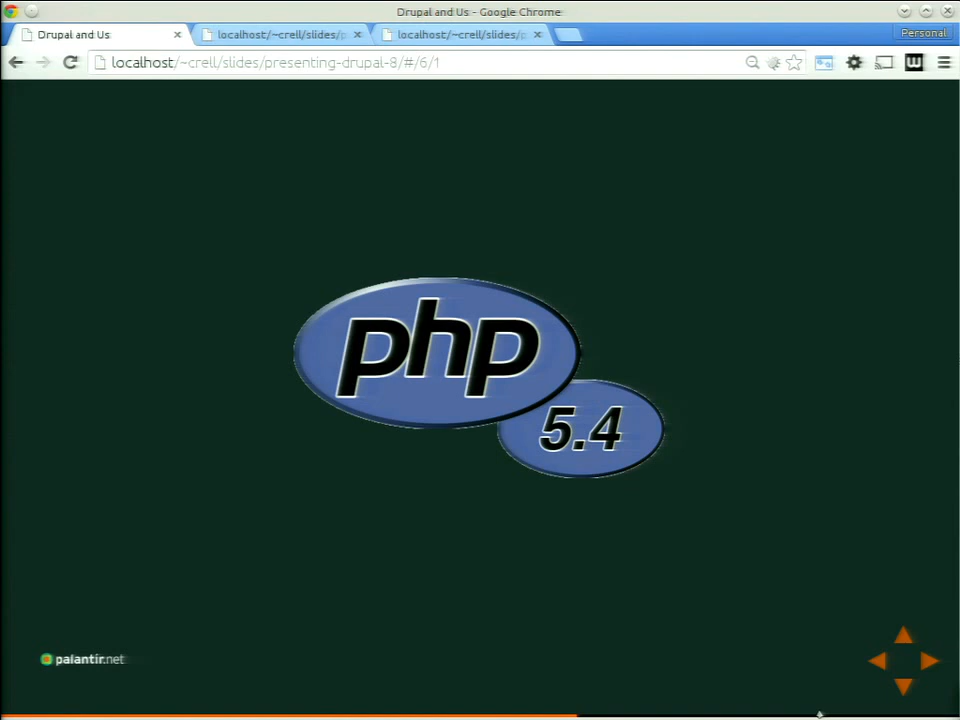 Drupal and Us - Google Chrome
Drupal and Us
localhost/~crell/slides/p
localhost/~crell/slides/p
Personal
localhost/~crell/slides/presenting-drupal-8/#/6/1
W
php
5.4
palantir.net